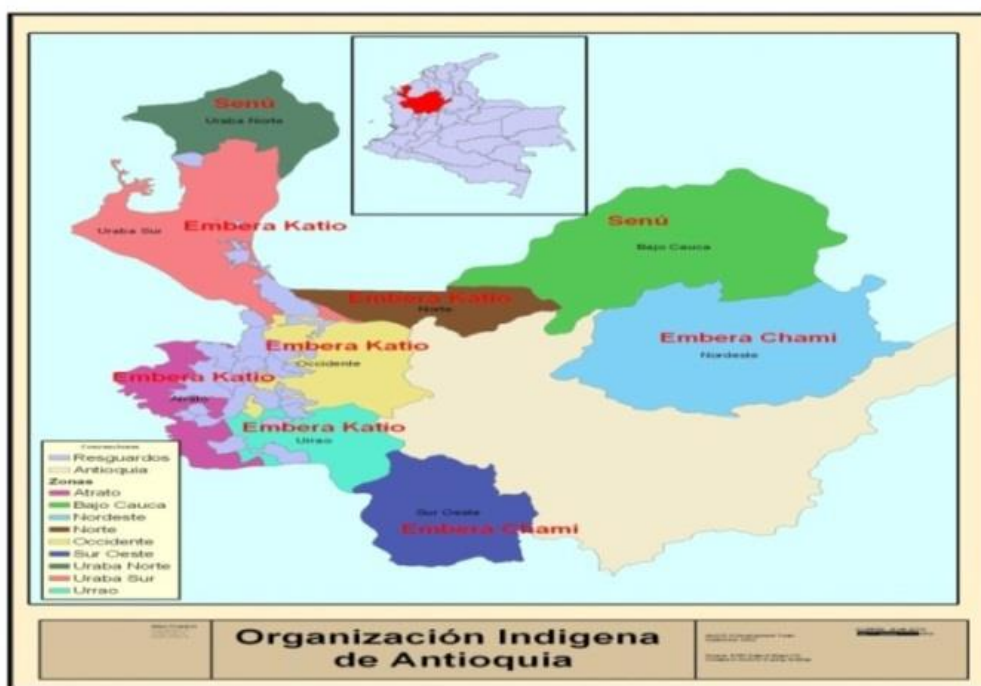 Senú
Uraba Norte
Embera Katio
Uraba Sur
Senú
Bajo Cauca
Embera Katio
Norte
Embera Chami
Nordeste
Embera Katio
Occidente
Embera Katio
Atrato
Embera Katio
Urrao
Sur Oeste
Embera Chami
Resguardos
Antioquia
Zonas
Atrato
Bajo Cauca
Nordeste
Norte
Occidente
Sur Oeste
Uraba Norte
Uraba Sur
Urrao
Organización Indigena
de Antioquia